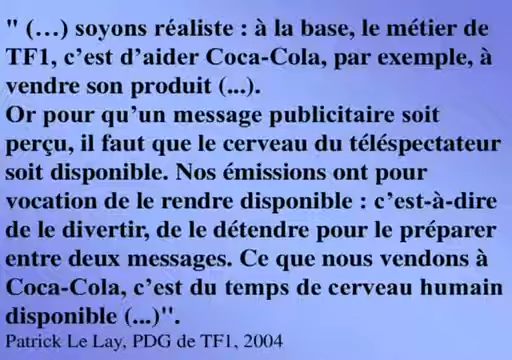 " (…) soyons réaliste : à la base, le métier de
TF1, c’est d’aider Coca-Cola, par exemple, à
vendre son produit (...).
Or pour qu’un message publicitaire soit
perçu, il faut que le cerveau du téléspectateur
soit disponible. Nos émissions ont pour
vocation de le rendre disponible : c’est-à-dire
de le divertir, de le détendre pour le préparer
entre deux messages. Ce que nous vendons à
Coca-Cola, c’est du temps de cerveau humain
disponible (...)".
Patrick Le Lay, PDG de TF1, 2004